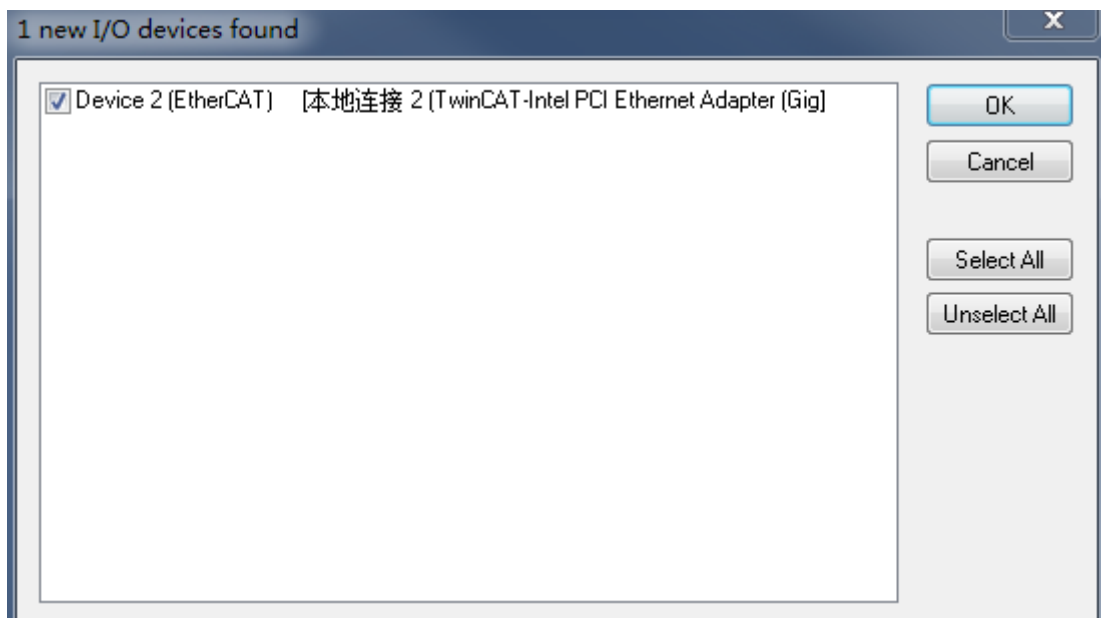 1 new I/O devices found
Device 2 (EtherCAT) [本地连接 2 (TwinCAT-Intel PCI Ethernet Adapter (Gig]
OK
Cancel
Select All
Unselect All